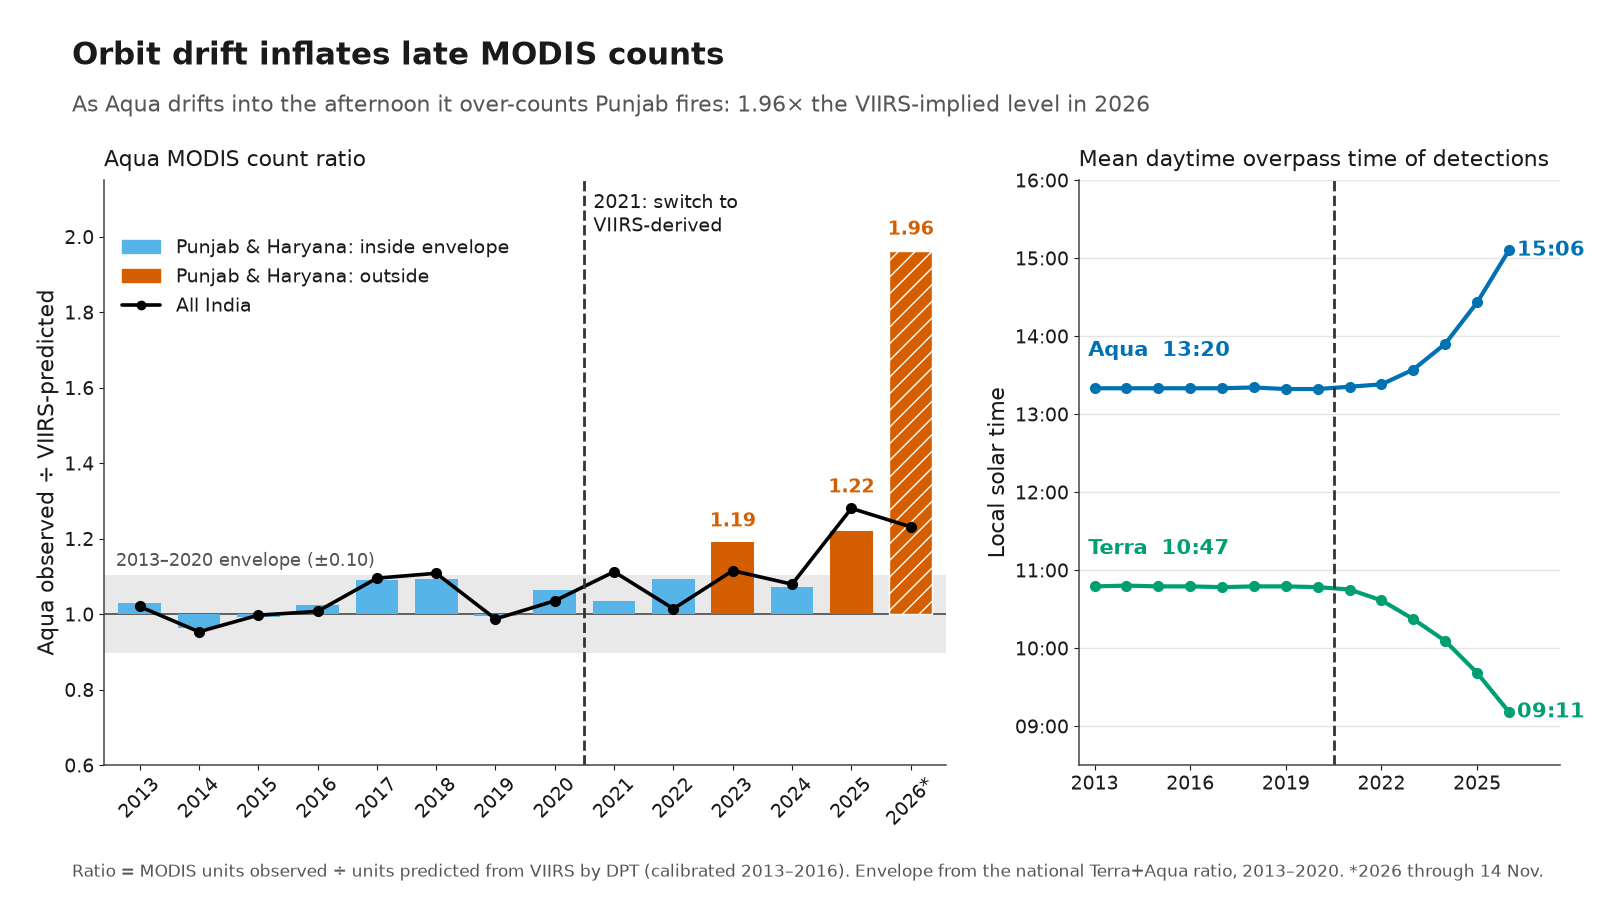 Orbit drift inflates late MODIS counts
As Aqua drifts into the afternoon it over-counts Punjab fires: 1.96× the VIIRS-implied level in 2026
Aqua MODIS count ratio
Aqua observed ÷ VIIRS-predicted
2.0
1.8
1.6
1.4
1.2
1.0
0.8
0.6
Punjab & Haryana: inside envelope
Punjab & Haryana: outside
All India
2021: switch to
VIIRS-derived
1.96
1.22
1.19
2013–2020 envelope (±0.10)
2013
2014
2015
2016
2017
2018
2019
2020
2021
2022
2023
2024
2025
2026*
Mean daytime overpass time of detections
Local solar time
16:00
15:00
14:00
13:00
12:00
11:00
10:00
09:00
15:06
Aqua 13:20
Terra 10:47
09:11
2013
2016
2019
2022
2025
Ratio = MODIS units observed ÷ units predicted from VIIRS by DPT (calibrated 2013–2016). Envelope from the national Terra+Aqua ratio, 2013–2020. *2026 through 14 Nov.